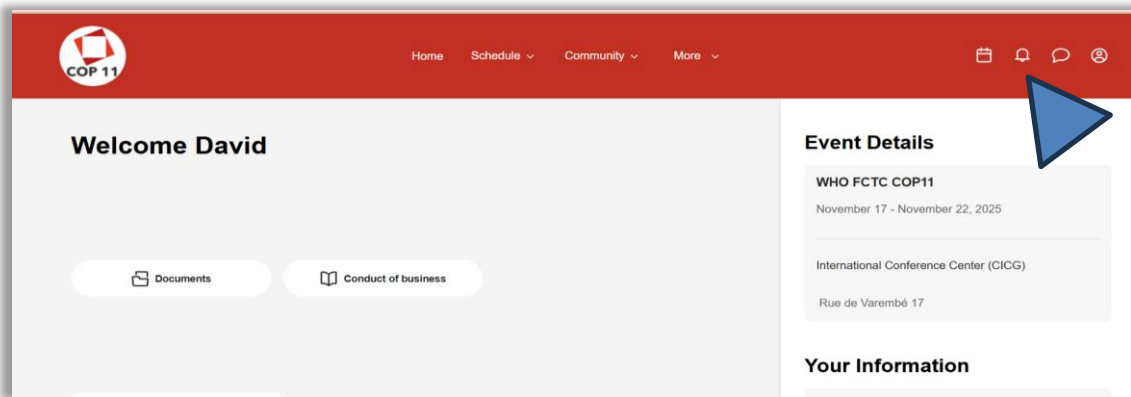 COP 11
Home Schedule Community More
Welcome David
Documents Conduct of business
Event Details
WHO FCTC COP11
November 17 - November 22, 2025
International Conference Center (CICG)
Rue de Varembé 17
Your Information